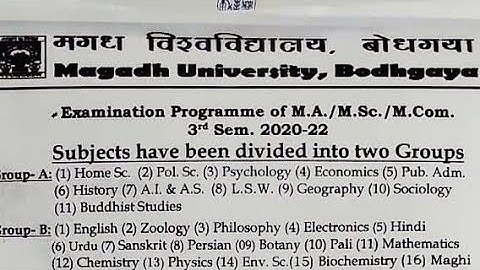 मगध विश्वविद्यालय, बोधगया
Magadh University, Bodhgaya
Examination Programme of M.A./M.Sc./M.Com.
3rd Sem. 2020-22
Subjects have been divided into two Groups
Group- A: (1) Home Sc. (2) Pol. Sc. (3) Psychology (4) Economics (5) Pub. Adm.
(6) History (7) A.I. & A.S. (8) L.S.W. (9) Geography (10) Sociology
(11) Buddhist Studies
Group- B: (1) English (2) Zoology (3) Philosophy (4) Electronics (5) Hindi
(6) Urdu (7) Sanskrit (8) Persian (09) Botany (10) Pali (11) Mathematics
(12) Chemistry (13) Physics (14) Env. Sc. (15) Biochemistry (16) Maghi